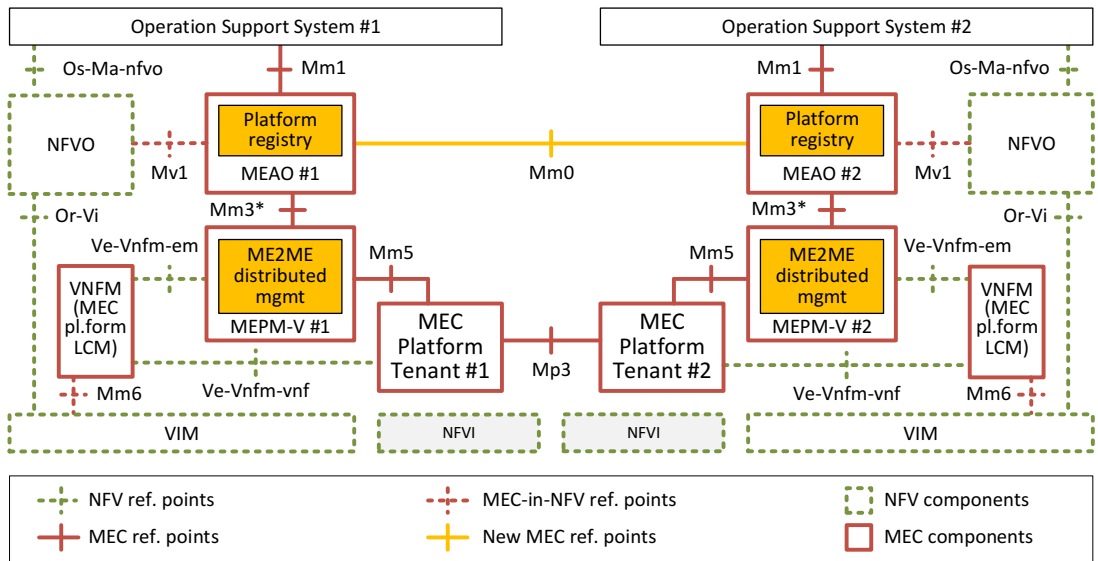 Operation Support System #1
Operation Support System #2
Os-Ma-nfvo
Mm1
Mm1
Os-Ma-nfvo
NFVO
Platform
registry
MEAO #1
Mv1
Mm0
Platform
registry
MEAO #2
Mv1
NFVO
Or-Vi
Mm3*
Mm3*
Or-Vi
Ve-Vnfm-em
ME2ME
distributed
mgmt
MEPM-V #1
Mm5
Mm5
ME2ME
distributed
mgmt
MEPM-V #2
Ve-Vnfm-em
VNFM
(MEC
pl.form
LCM)
MEC
Platform
Tenant #1
Mp3
MEC
Platform
Tenant #2
VNFM
(MEC
pl.form
LCM)
Ve-Vnfm-vnf
Ve-Vnfm-vnf
Mm6
Mm6
VIM
NFVI
NFVI
VIM
NFV ref. points
MEC-in-NFV ref. points
NFV components
MEC ref. points
New MEC ref. points
MEC components